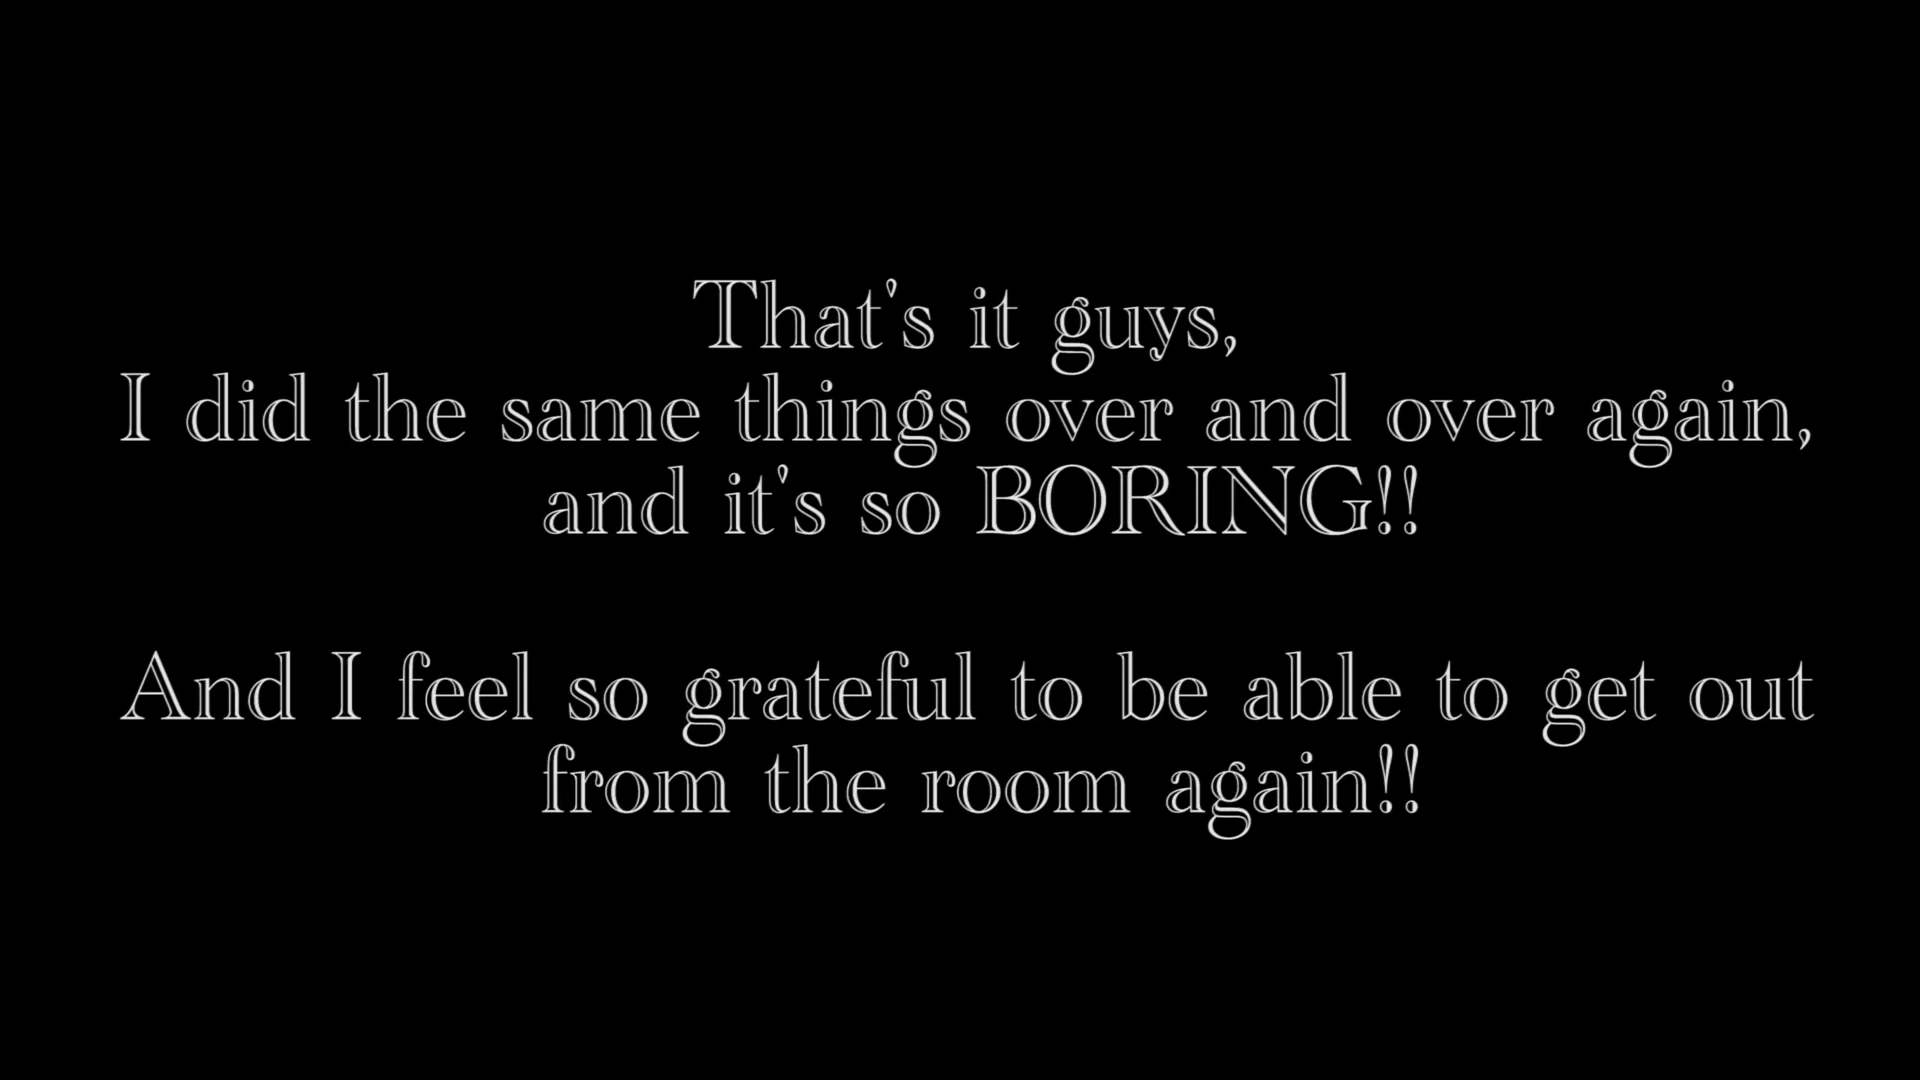 That's it guys,
I did the same things over and over again,
and it's so BORING!!
And I feel so grateful to be able to get out
from the room again!!